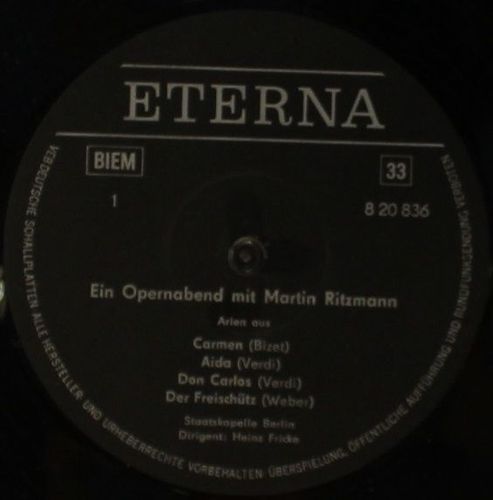 ETERNA
BIEM
33
1
8 20 836
Ein Opernabend mit Martin Ritzmann
Arien aus
Carmen (Bizet)
Aida (Verdi)
Don Carlos (Verdi)
Der Freischütz (Weber)
Staatskapelle Berlin
Dirigent: Heinz Fricke
VEB DEUTSCHE SCHALLPLATTEN · ALLE HERSTELLER- UND URHEBERRECHTE VORBEHALTEN · ÜBERSPIELUNG, ÖFFENTLICHE AUFFÜHRUNG UND RUNDFUNKSENDUNG VERBOTEN